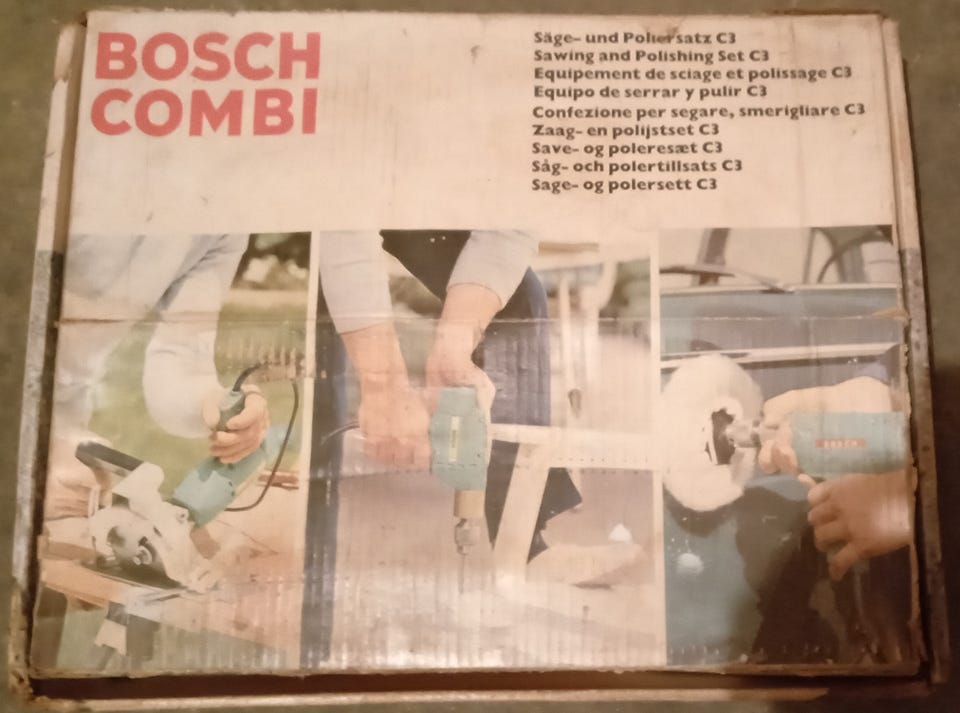 BOSCH
COMBI
Säge- und Poliersatz C3
Sawing and Polishing Set C3
Equipement de sciage et polissage C3
Equipo de serrar y pulir C3
Confezione per segare, smerigliare C3
Zaag- en polijstset C3
Save- og poleresæt C3
Såg- och polertillsats C3
Sage- og polersett C3
BOSCH